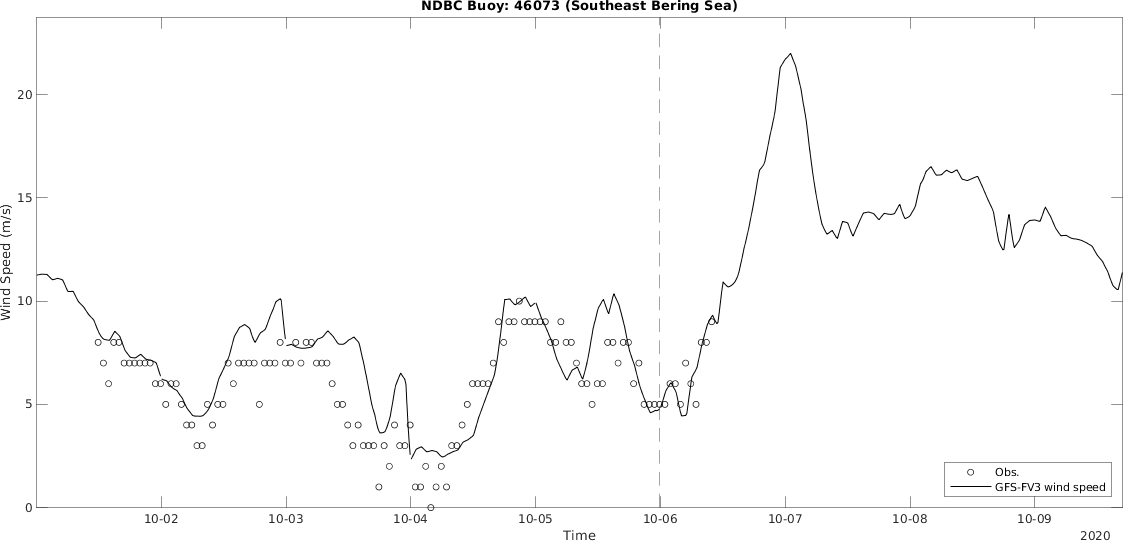 NDBC Buoy: 46073 (Southeast Bering Sea)
Wind Speed (m/s)
20
15
10
5
0
10-02 10-03 10-04 10-05 10-06 10-07 10-08 10-09
Time
2020
Obs.
GFS-FV3 wind speed